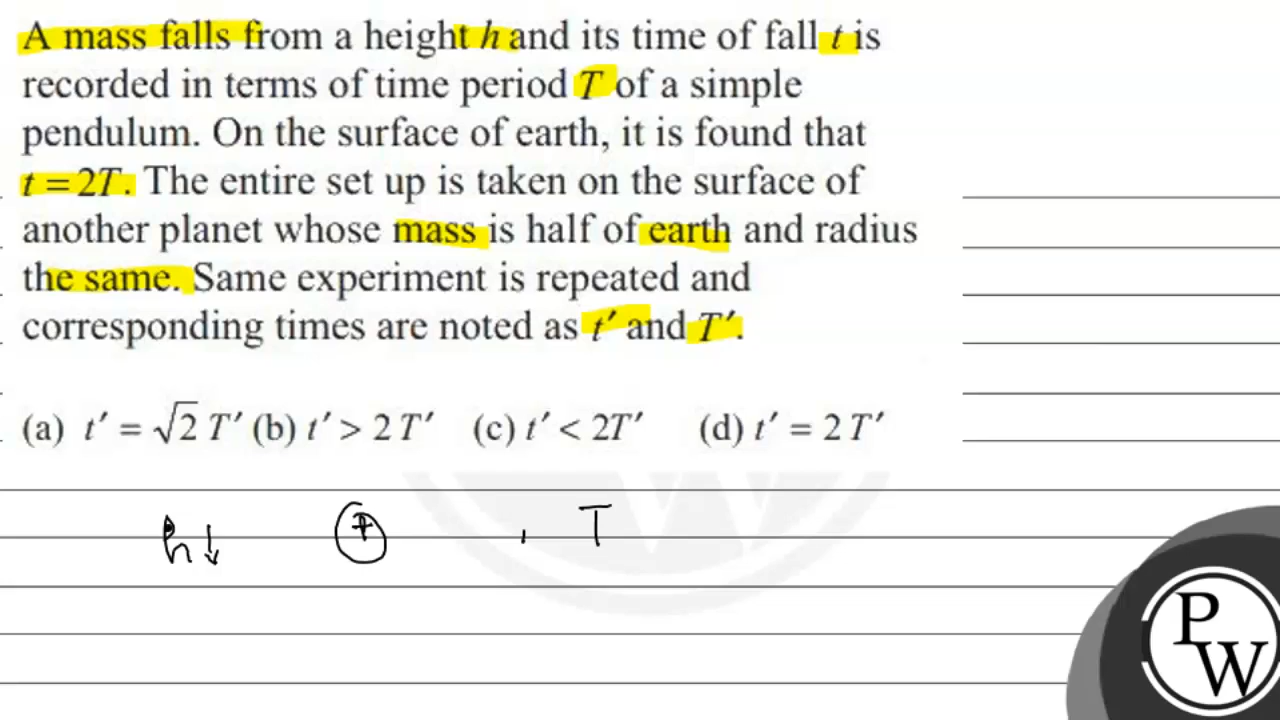 A mass falls from a height h and its time of fall t is
recorded in terms of time period T of a simple
pendulum. On the surface of earth, it is found that
t = 2T. The entire set up is taken on the surface of
another planet whose mass is half of earth and radius
the same. Same experiment is repeated and
corresponding times are noted as t′ and T′.
(a) t′ = √2 T′ (b) t′ > 2 T′ (c) t′ < 2T′ (d) t′ = 2 T′
h↓ , T
P
W